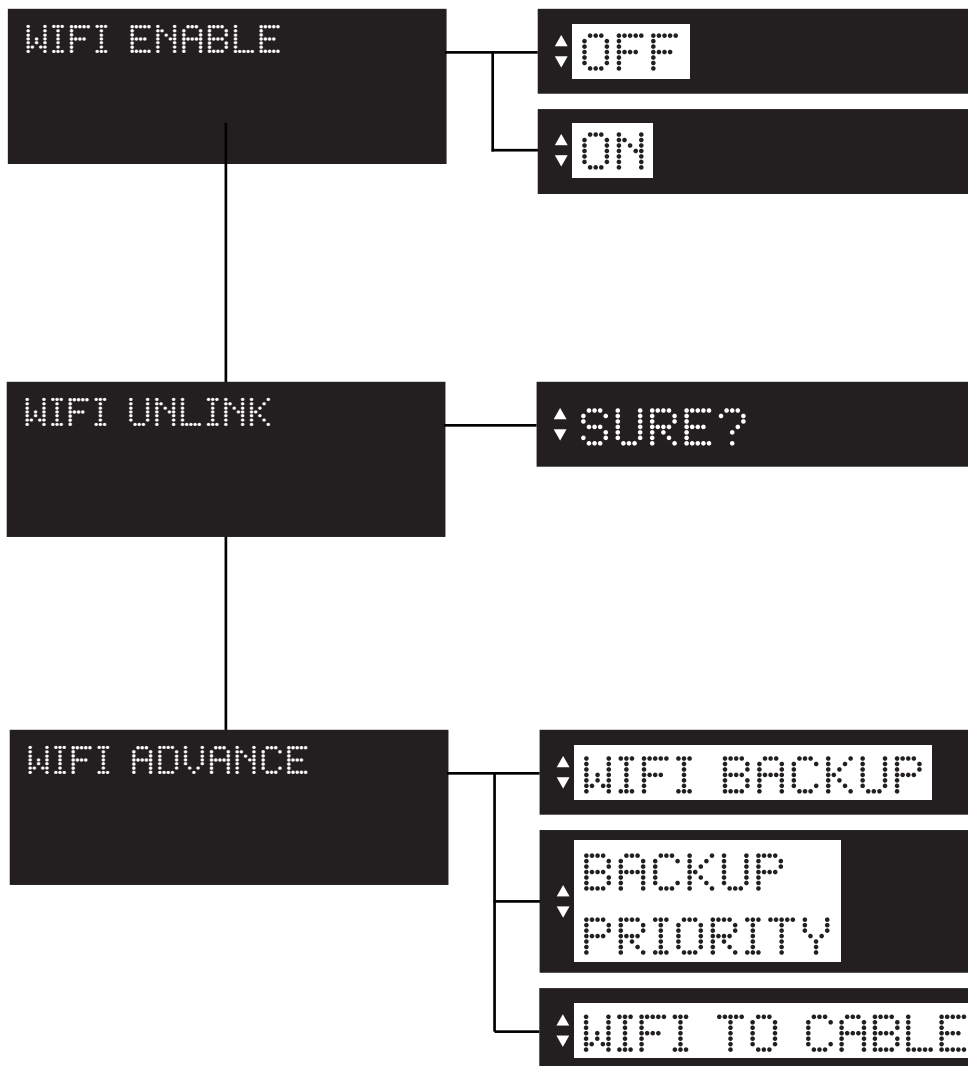 WIFI ENABLE
OFF
ON
WIFI UNLINK
SURE?
WIFI ADVANCE
WIFI BACKUP
BACKUP
PRIORITY
WIFI TO CABLE